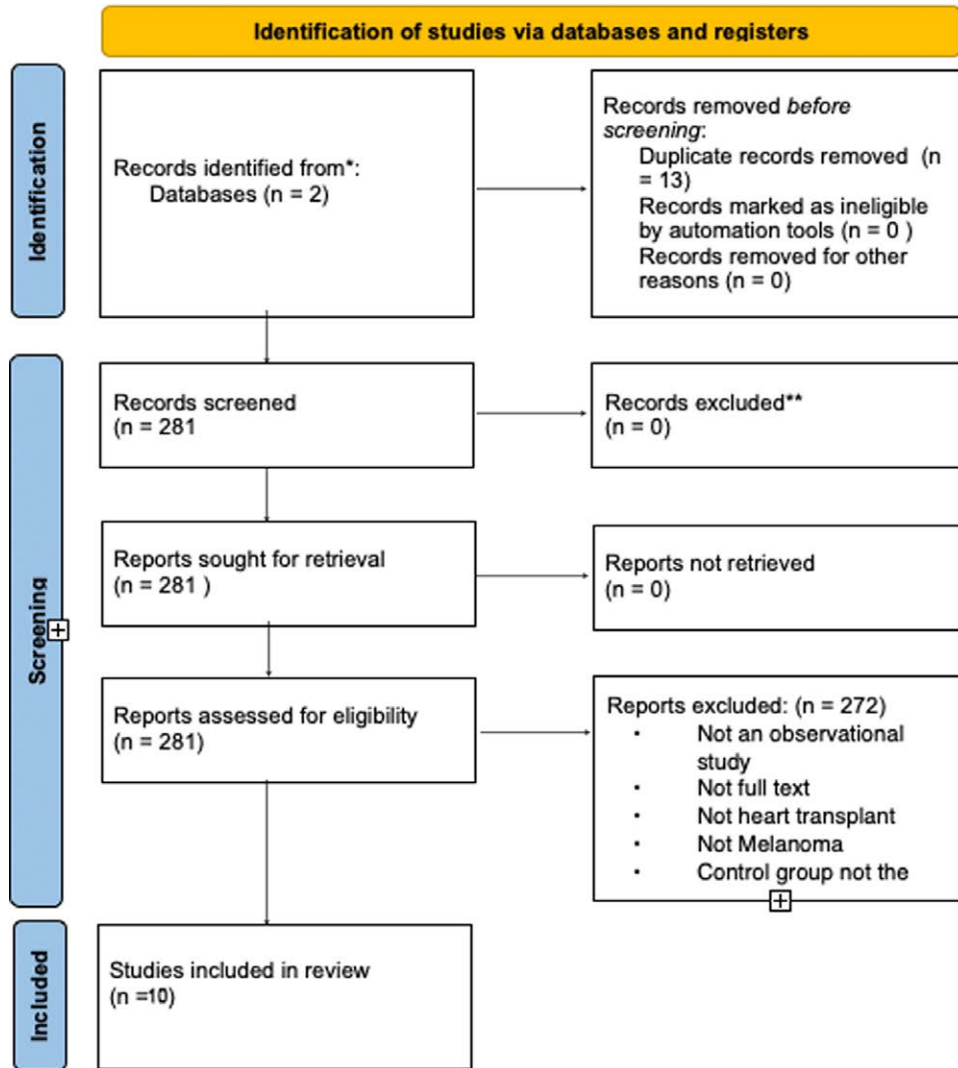 Identification of studies via databases and registers
Identification
Records identified from*:
Databases (n = 2)
Records removed before
screening:
Duplicate records removed (n
= 13)
Records marked as ineligible
by automation tools (n = 0 )
Records removed for other
reasons (n = 0)
Screening
Records screened
(n = 281
Records excluded**
(n = 0)
Reports sought for retrieval
(n = 281 )
Reports not retrieved
(n = 0)
Reports assessed for eligibility
(n = 281)
Reports excluded: (n = 272)
• Not an observational
study
• Not full text
• Not heart transplant
• Not Melanoma
• Control group not the
Included
Studies included in review
(n =10)